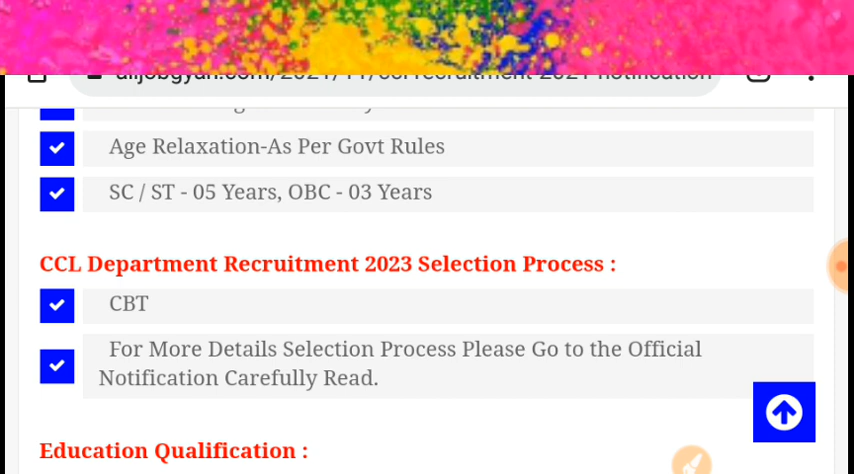 Age Relaxation-As Per Govt Rules
SC / ST - 05 Years, OBC - 03 Years
CCL Department Recruitment 2023 Selection Process :
CBT
For More Details Selection Process Please Go to the Official
Notification Carefully Read.
Education Qualification :